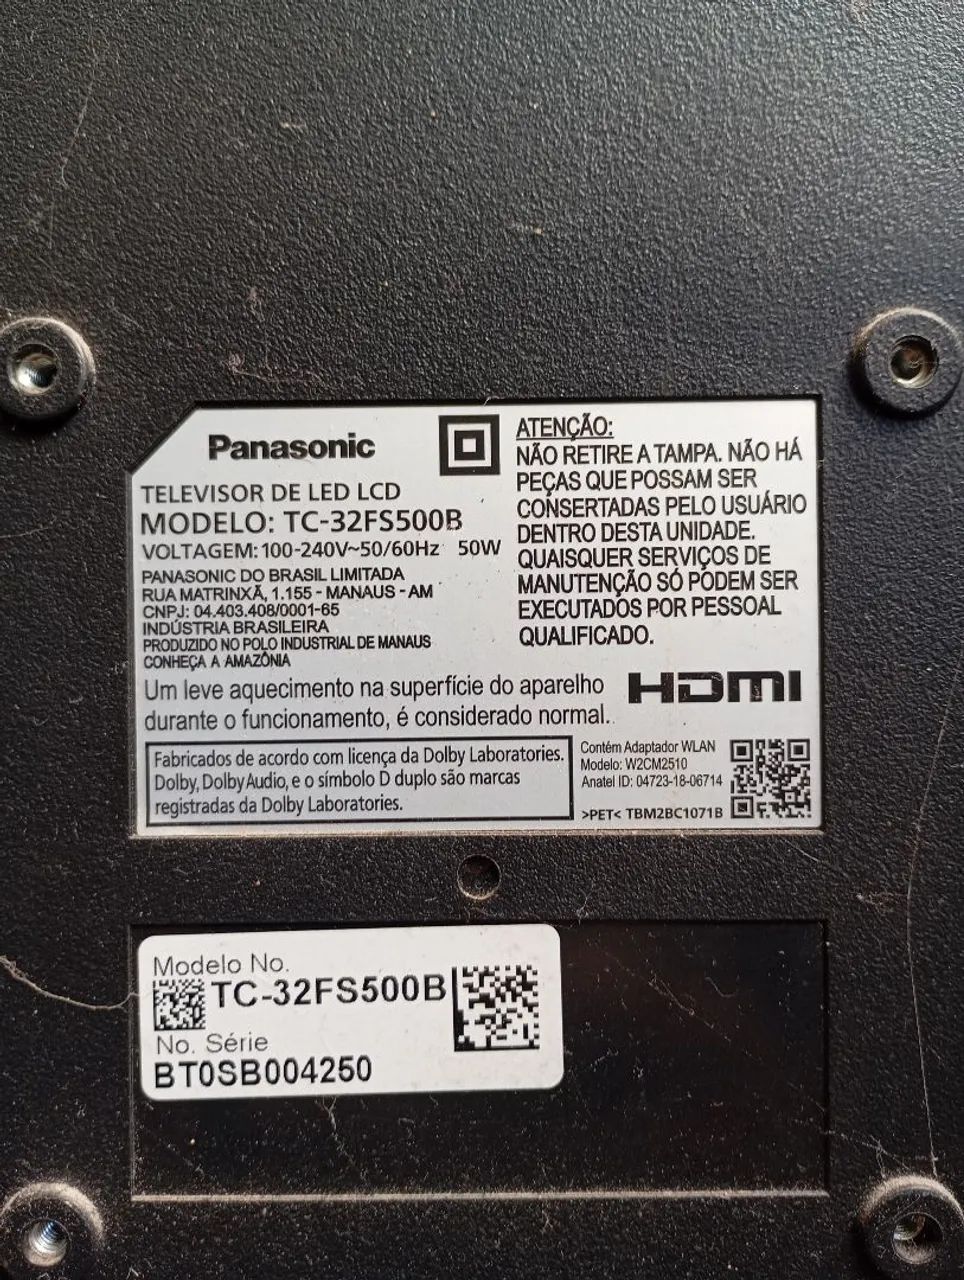 Panasonic
TELEVISOR DE LED LCD
MODELO: TC-32FS500B
VOLTAGEM: 100-240V~50/60Hz 50W
PANASONIC DO BRASIL LIMITADA
RUA MATRINXÃ, 1.155 - MANAUS - AM
CNPJ: 04.403.408/0001-65
INDÚSTRIA BRASILEIRA
PRODUZIDO NO POLO INDUSTRIAL DE MANAUS
CONHEÇA A AMAZÔNIA
ATENÇÃO:
NÃO RETIRE A TAMPA. NÃO HÁ
PEÇAS QUE POSSAM SER
CONSERTADAS PELO USUÁRIO
DENTRO DESTA UNIDADE.
QUAISQUER SERVIÇOS DE
MANUTENÇÃO SÓ PODEM SER
EXECUTADOS POR PESSOAL
QUALIFICADO.
Um leve aquecimento na superfície do aparelho
durante o funcionamento, é considerado normal.
HDMI
Fabricados de acordo com licença da Dolby Laboratories.
Dolby, Dolby Audio, e o símbolo D duplo são marcas
registradas da Dolby Laboratories.
Contém Adaptador WLAN
Modelo: W2CM2510
Anatel ID: 04723-18-06714
>PET< TBM2BC1071B
Modelo No.
TC-32FS500B
No. Série
BT0SB004250